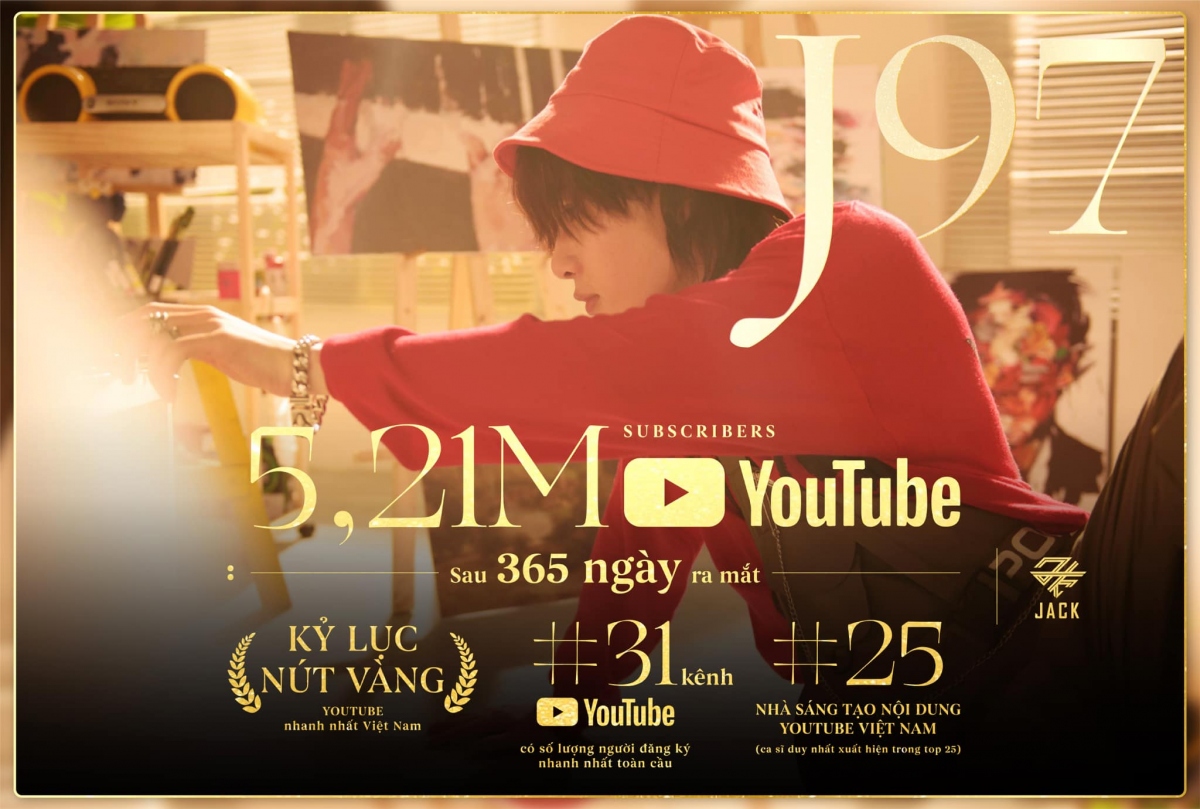 J97
5,21M SUBSCRIBERS
YouTube
Sau 365 ngày ra mắt
JACK
KỶ LỤC
NÚT VÀNG
YOUTUBE
nhanh nhất Việt Nam
#31 kênh
YouTube
có số lượng người đăng ký
nhanh nhất toàn cầu
#25
NHÀ SÁNG TẠO NỘI DUNG
YOUTUBE VIỆT NAM
(ca sĩ duy nhất xuất hiện trong top 25)